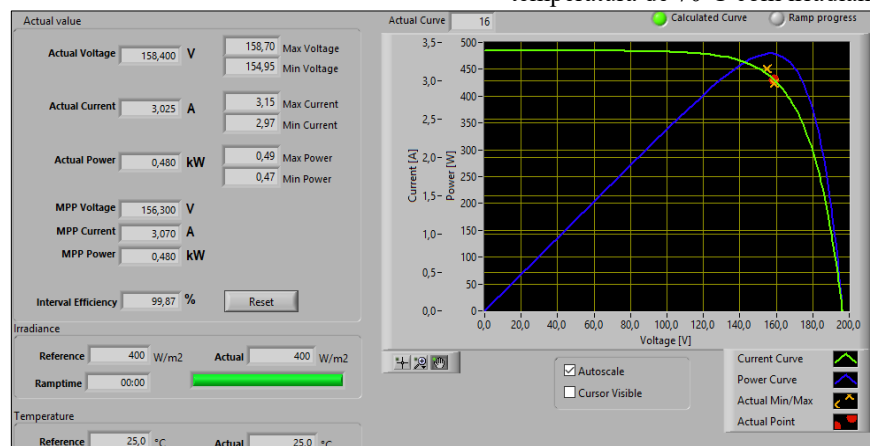 Actual Curve 16 Calculated Curve Ramp progress
Actual value
Actual Voltage 158,400 V 158,70 Max Voltage
154,95 Min Voltage
Actual Current 3,025 A 3,15 Max Current
2,97 Min Current
Actual Power 0,480 kW 0,49 Max Power
0,47 Min Power
MPP Voltage 156,300 V
MPP Current 3,070 A
MPP Power 0,480 kW
Interval Efficiency 99,87 % Reset
Irradiance
Reference 400 W/m2 Actual 400 W/m2
Ramptime 00:00
Temperature
Reference 25,0 °C Actual 25,0 °C
Current [A]
3,5-
3,0-
2,5-
2,0-
1,5-
1,0-
0,5-
0,0-
Power [W]
500-
450-
400-
350-
300-
250-
200-
150-
100-
50-
0-
0,0 20,0 40,0 60,0 80,0 100,0 120,0 140,0 160,0 180,0 200,0
Voltage [V]
Autoscale
Cursor Visible
Current Curve
Power Curve
Actual Min/Max
Actual Point